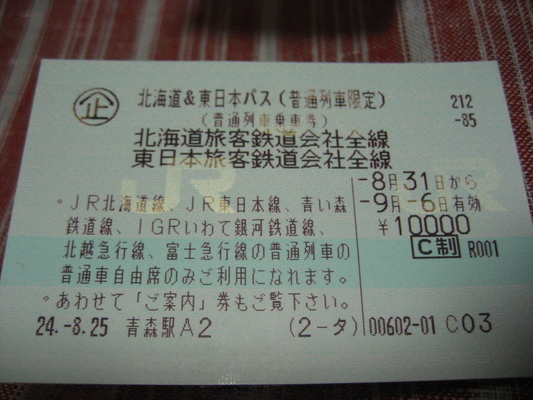 企 北海道&東日本パス(普通列車限定) 212
(普通列車乗車券) -85
北海道旅客鉄道会社全線
東日本旅客鉄道会社全線
-8月31日から
。JR北海道線、JR東日本線、青い森 -9月-6日有効
鉄道線、IGRいわて銀河鉄道線、 ¥10000
北越急行線、富士急行線の普通列車の C制 R001
普通車自由席のみご利用になれます。
。あわせて「ご案内」券もご覧下さい。
24.-8.25 青森駅A2 (2-タ) 00602-01 C03
JR
R